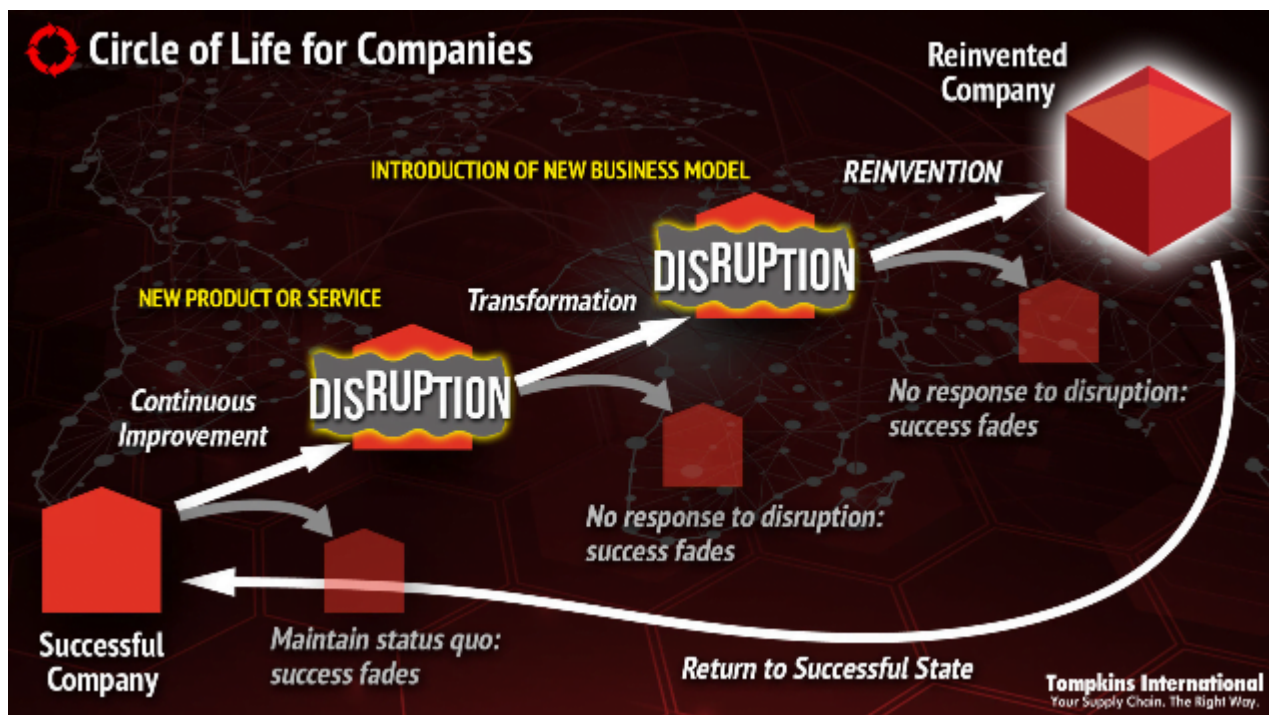 Circle of Life for Companies
Reinvented
Company
INTRODUCTION OF NEW BUSINESS MODEL
REINVENTION
DISRUPTION
NEW PRODUCT OR SERVICE
Transformation
DISRUPTION
Continuous
Improvement
No response to disruption:
success fades
No response to disruption:
success fades
Successful
Company
Maintain status quo:
success fades
Return to Successful State
Tompkins International
Your Supply Chain. The Right Way.